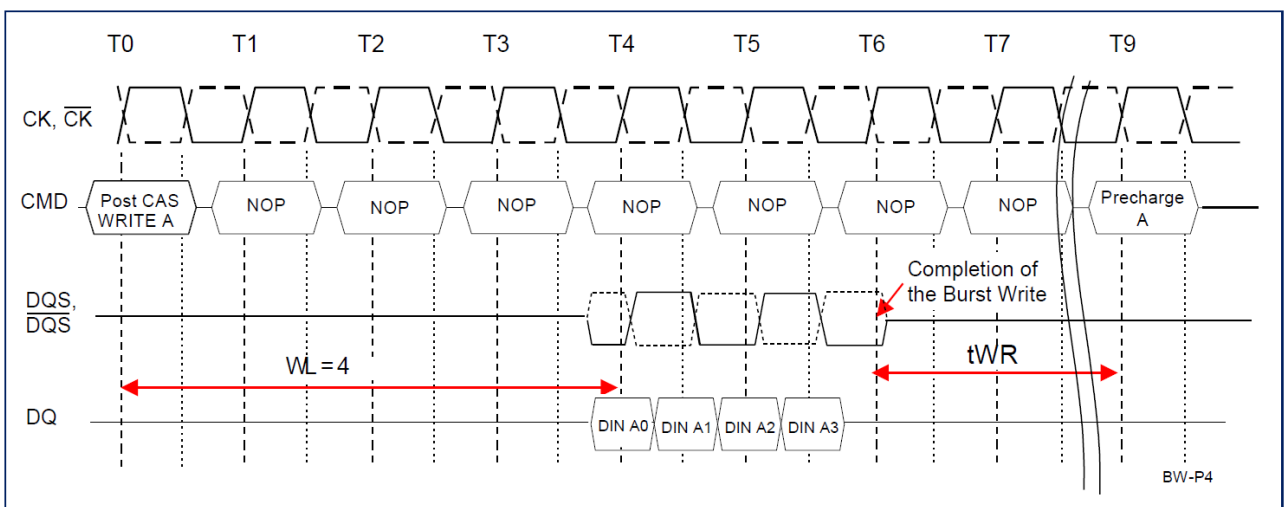 T0 T1 T2 T3 T4 T5 T6 T7 T9
CK, CK
CMD
Post CAS
WRITE A
NOP NOP NOP NOP NOP NOP NOP
Precharge
A
Completion of
the Burst Write
DQS,
DQS
WL = 4
tWR
DQ
DIN A0 DIN A1 DIN A2 DIN A3
BW-P4